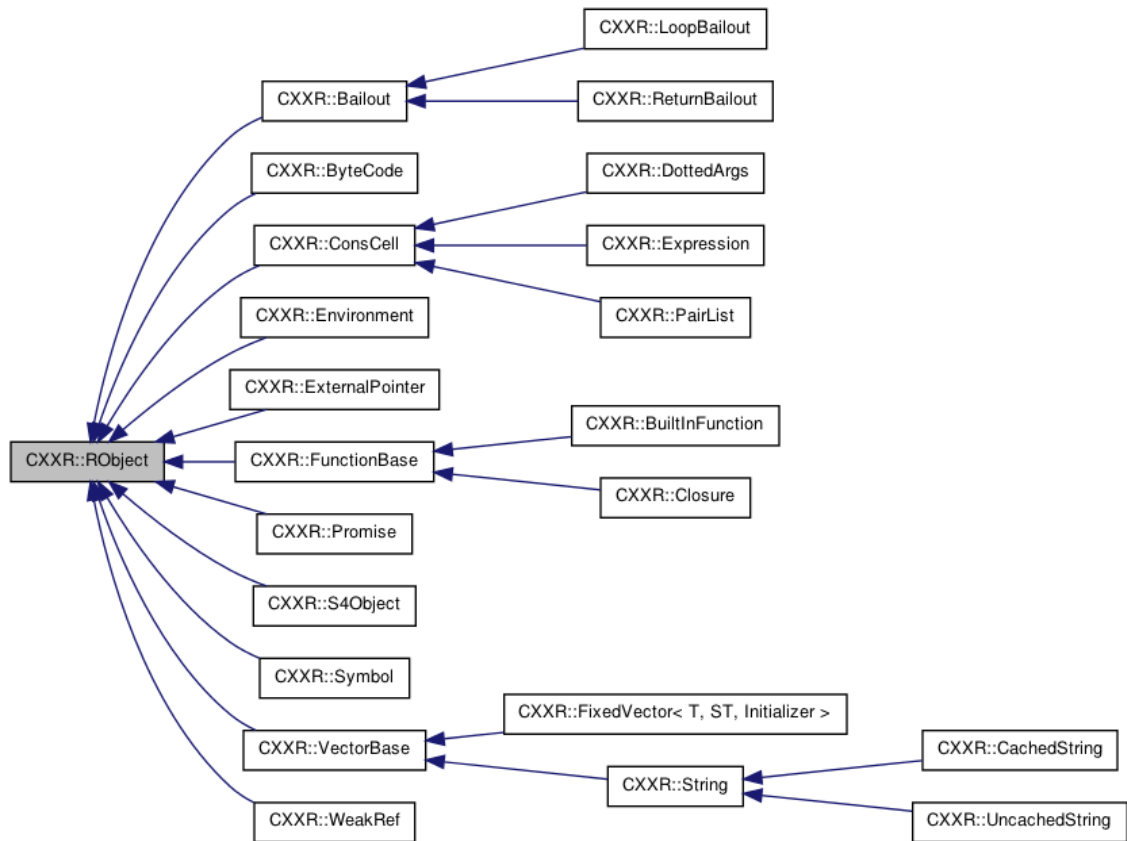 CXXR::LoopBailout
CXXR::Bailout
CXXR::ReturnBailout
CXXR::ByteCode
CXXR::DottedArgs
CXXR::ConsCell
CXXR::Expression
CXXR::Environment
CXXR::PairList
CXXR::ExternalPointer
CXXR::BuiltInFunction
CXXR::RObject
CXXR::FunctionBase
CXXR::Closure
CXXR::Promise
CXXR::S4Object
CXXR::Symbol
CXXR::FixedVector< T, ST, Initializer >
CXXR::VectorBase
CXXR::CachedString
CXXR::String
CXXR::WeakRef
CXXR::UncachedString